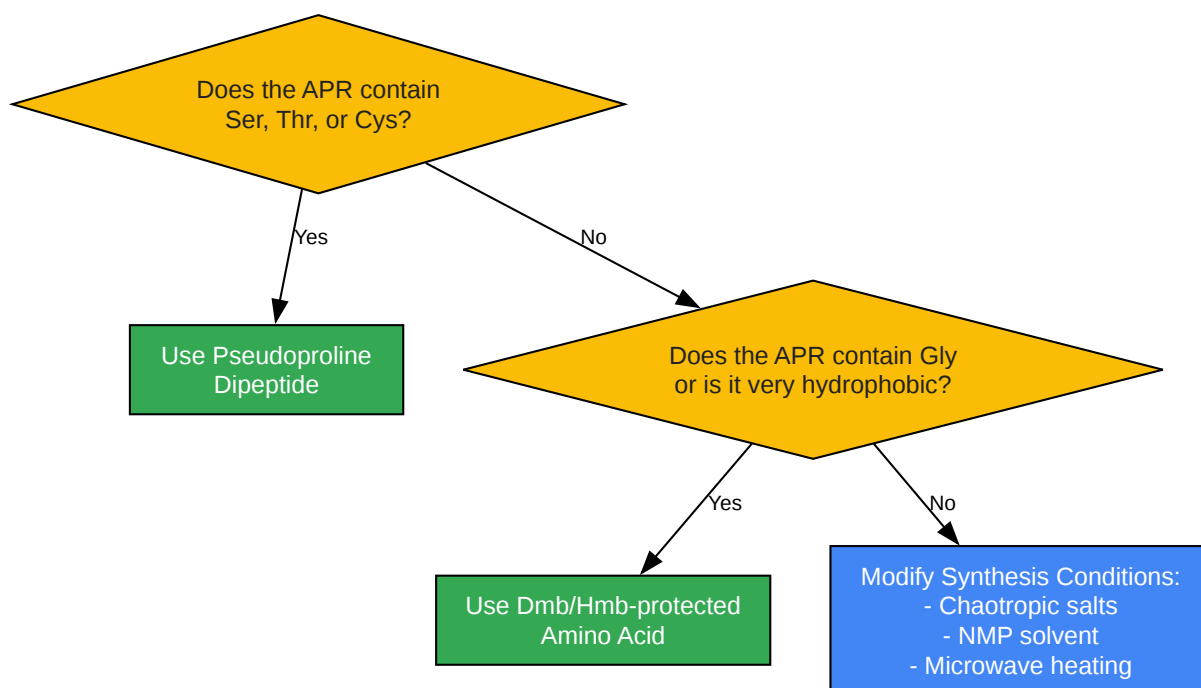 Does the APR contain
Ser, Thr, or Cys?
Yes
No
Use Pseudoproline
Dipeptide
Does the APR contain Gly
or is it very hydrophobic?
Yes
No
Use Dmb/Hmb-protected
Amino Acid
Modify Synthesis Conditions:
- Chaotropic salts
- NMP solvent
- Microwave heating